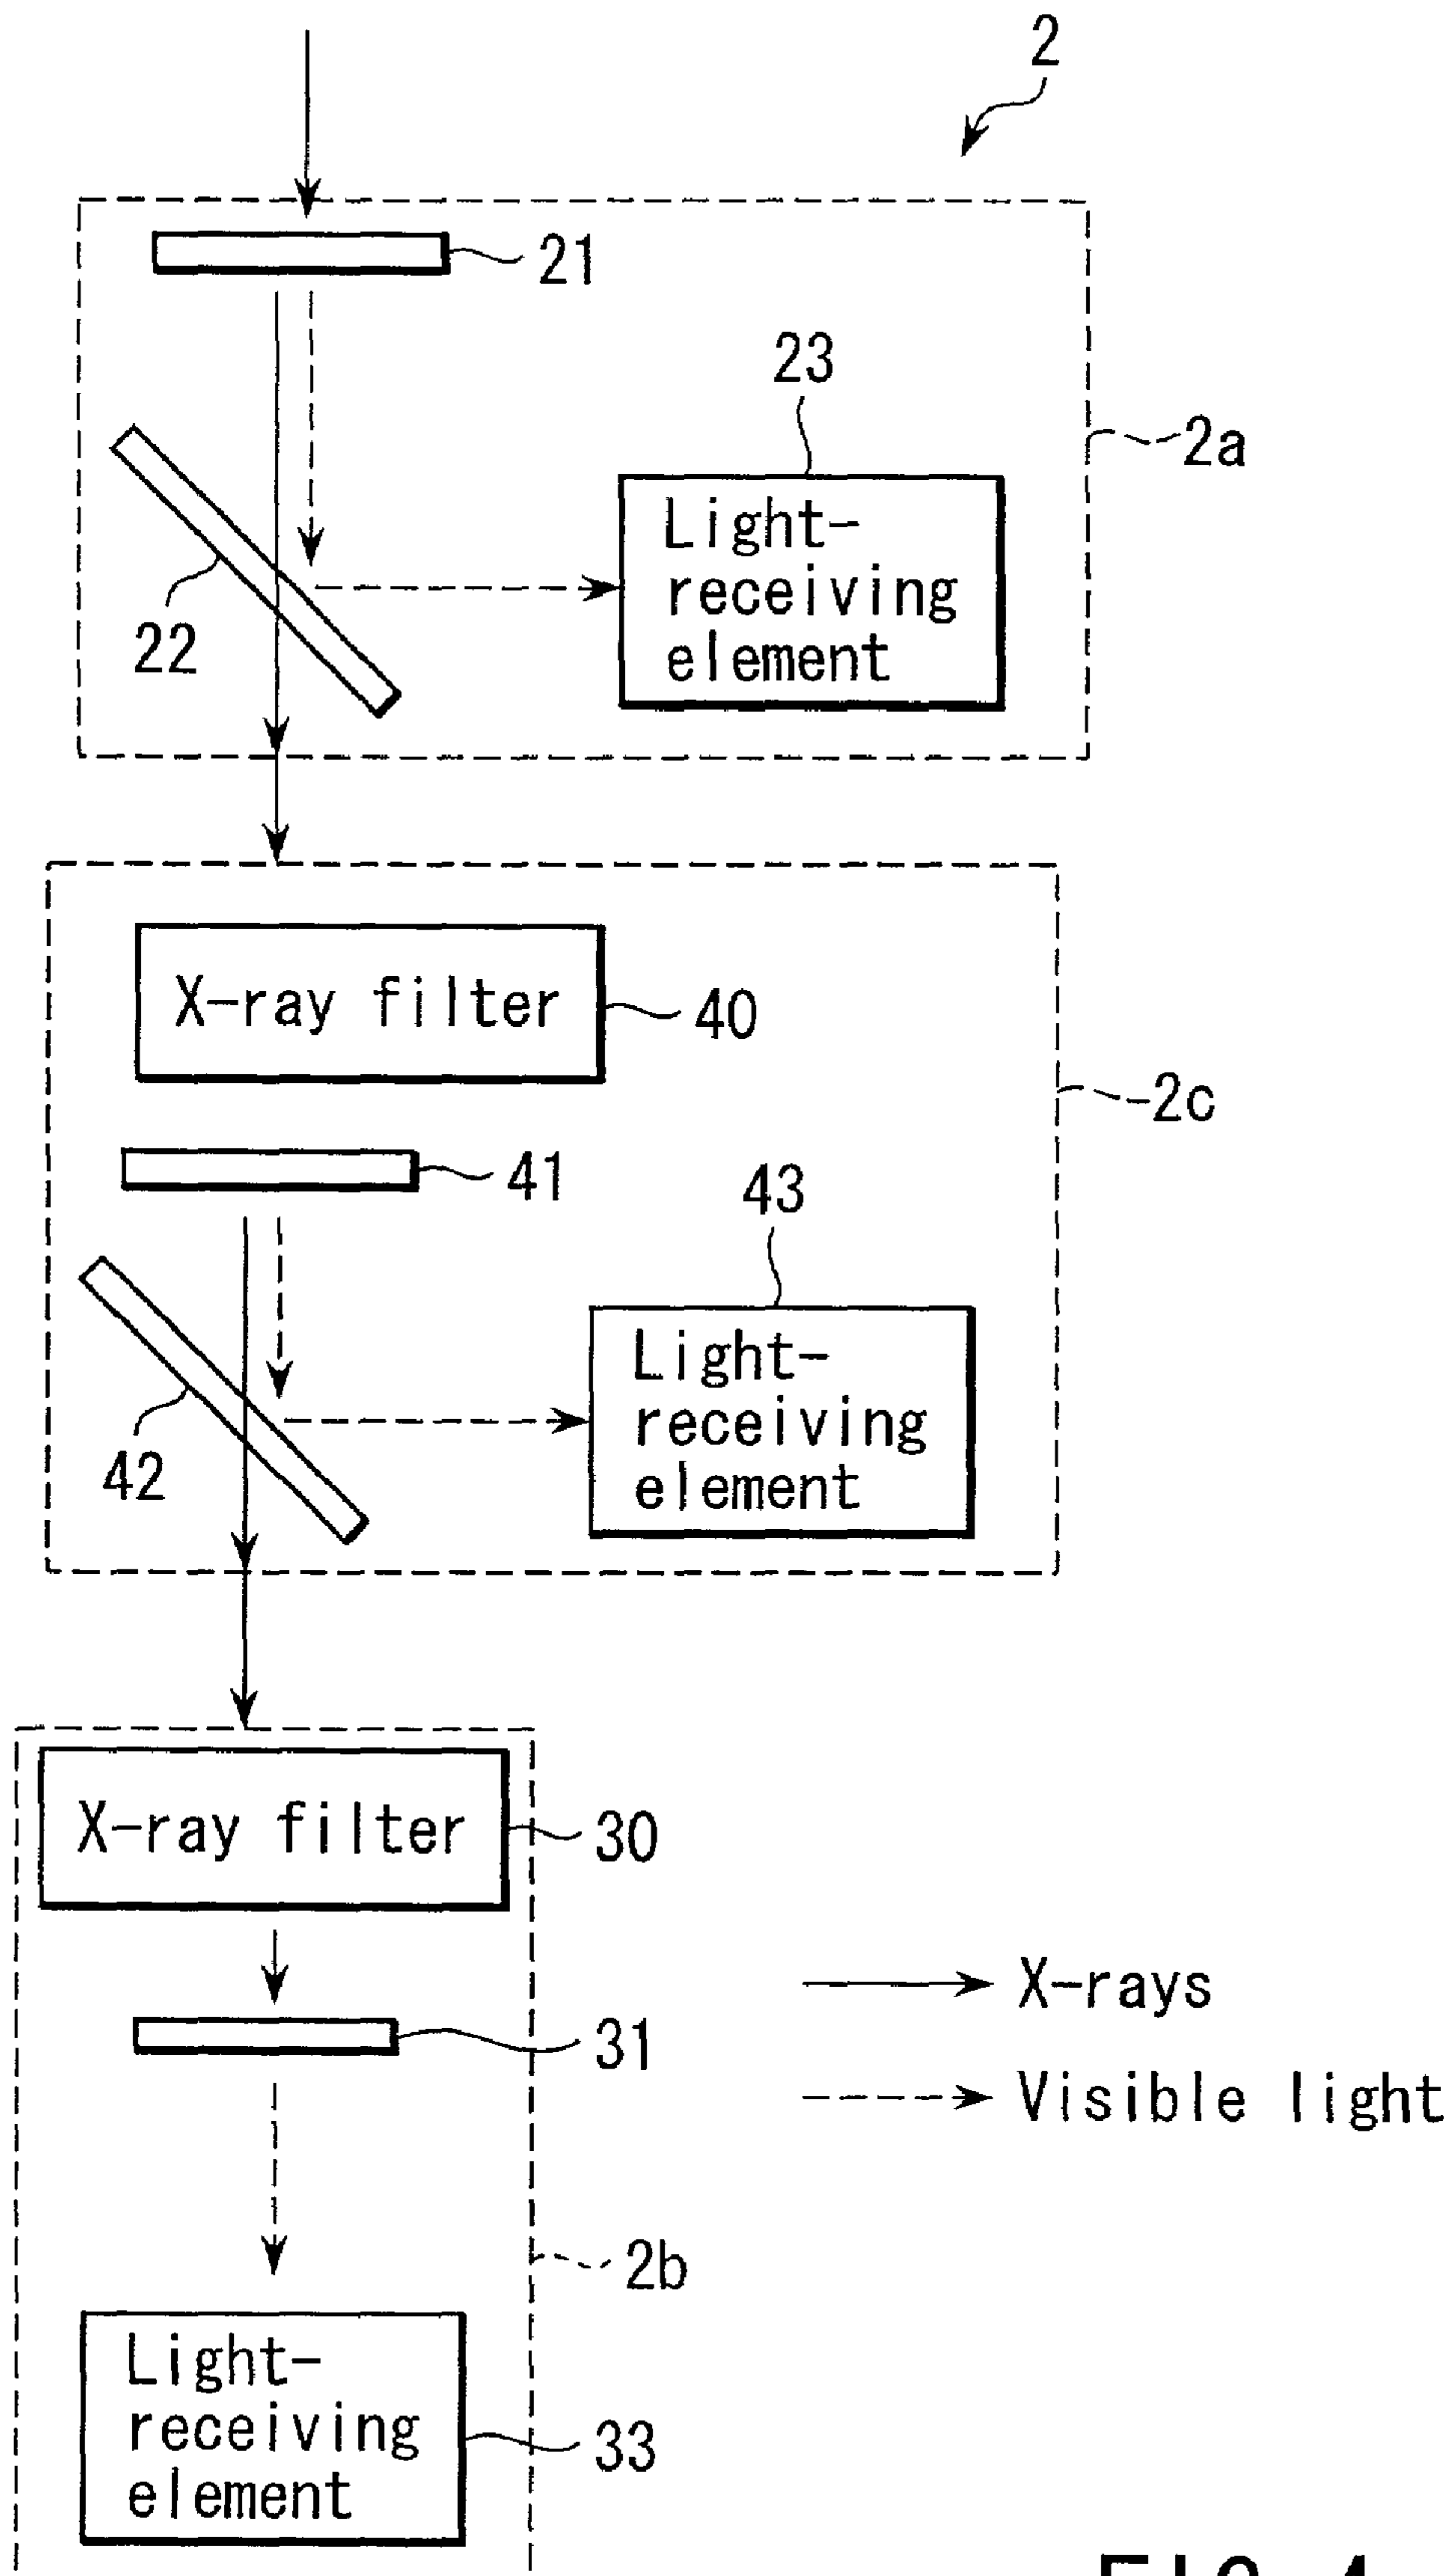 2
21
23
2a
Light-
receiving
element
22
X-ray filter
40
2c
41
43
Light-
receiving
element
42
X-ray filter
30
X-rays
31
Visible light
2b
Light-
receiving
element
33